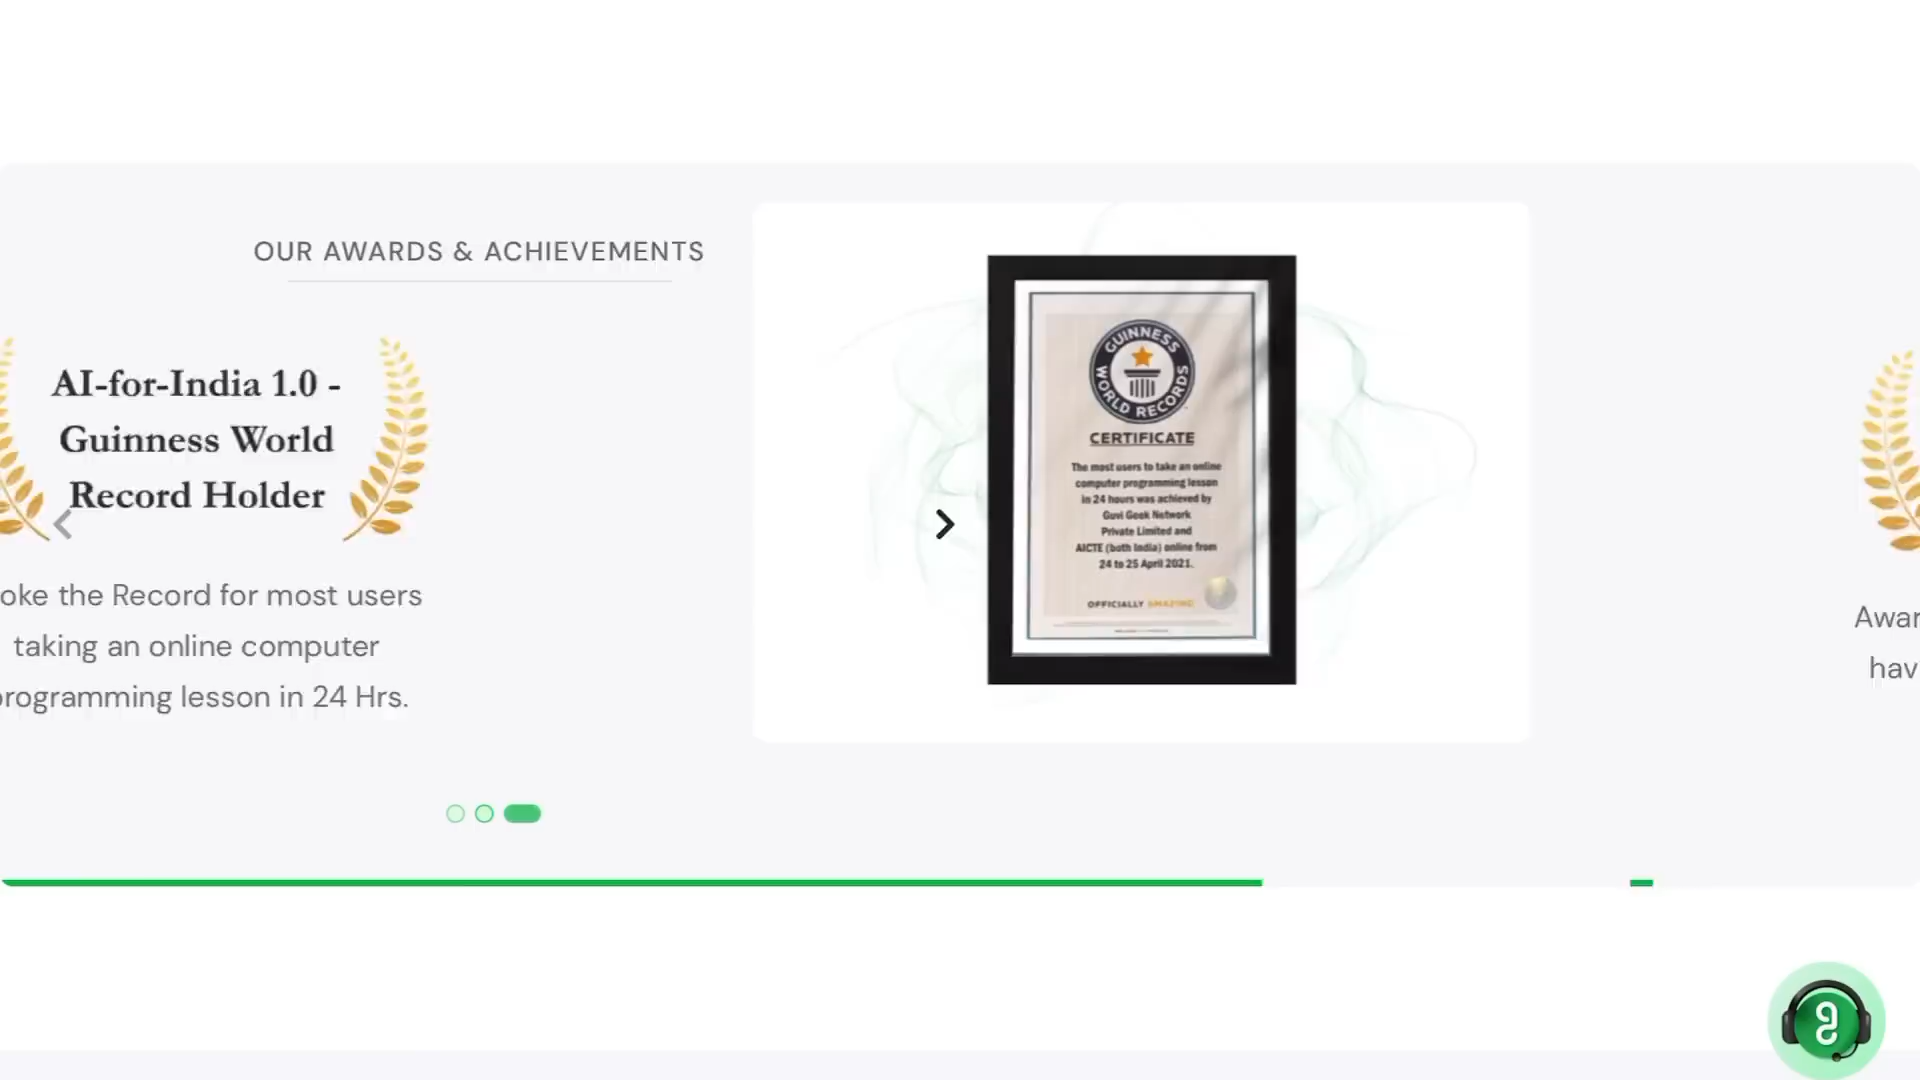 OUR AWARDS & ACHIEVEMENTS
AI-for-India 1.0 -
Guinness World
Record Holder
oke the Record for most users
taking an online computer
programming lesson in 24 Hrs.
GUINNESS
WORLD RECORDS
CERTIFICATE
The most users to take an online
computer programming lesson
in 24 hours was achieved by
Guvi Geek Network
Private Limited and
AICTE (both India) online from
24 to 25 April 2021.
OFFICIALLY AMAZING
Awar
hav